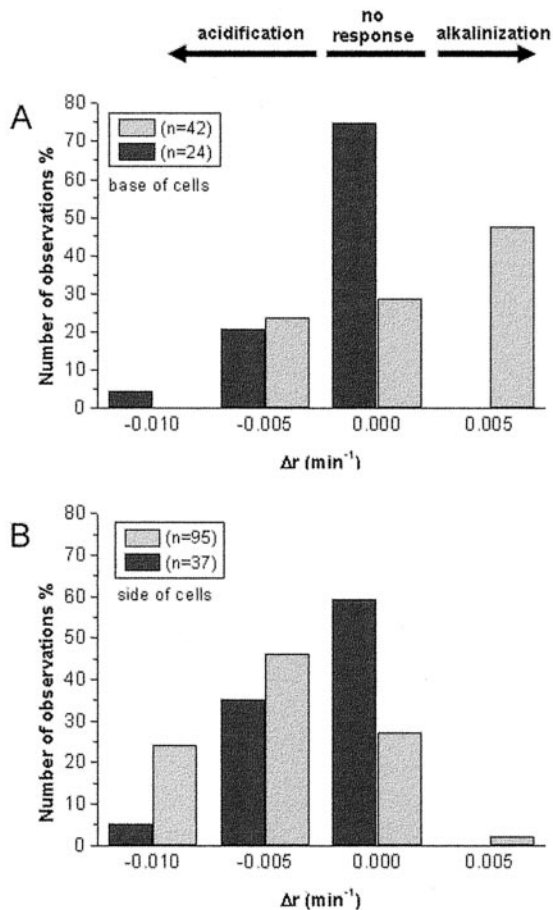 acidification no response alkalinization
A
80
70
60
50
40
30
20
10
0
Number of observations %
(n=42)
(n=24)
base of cells
-0.010 -0.005 0.000 0.005
Δr (min⁻¹)
B
80
70
60
50
40
30
20
10
0
Number of observations %
(n=95)
(n=37)
side of cells
-0.010 -0.005 0.000 0.005
Δr (min⁻¹)